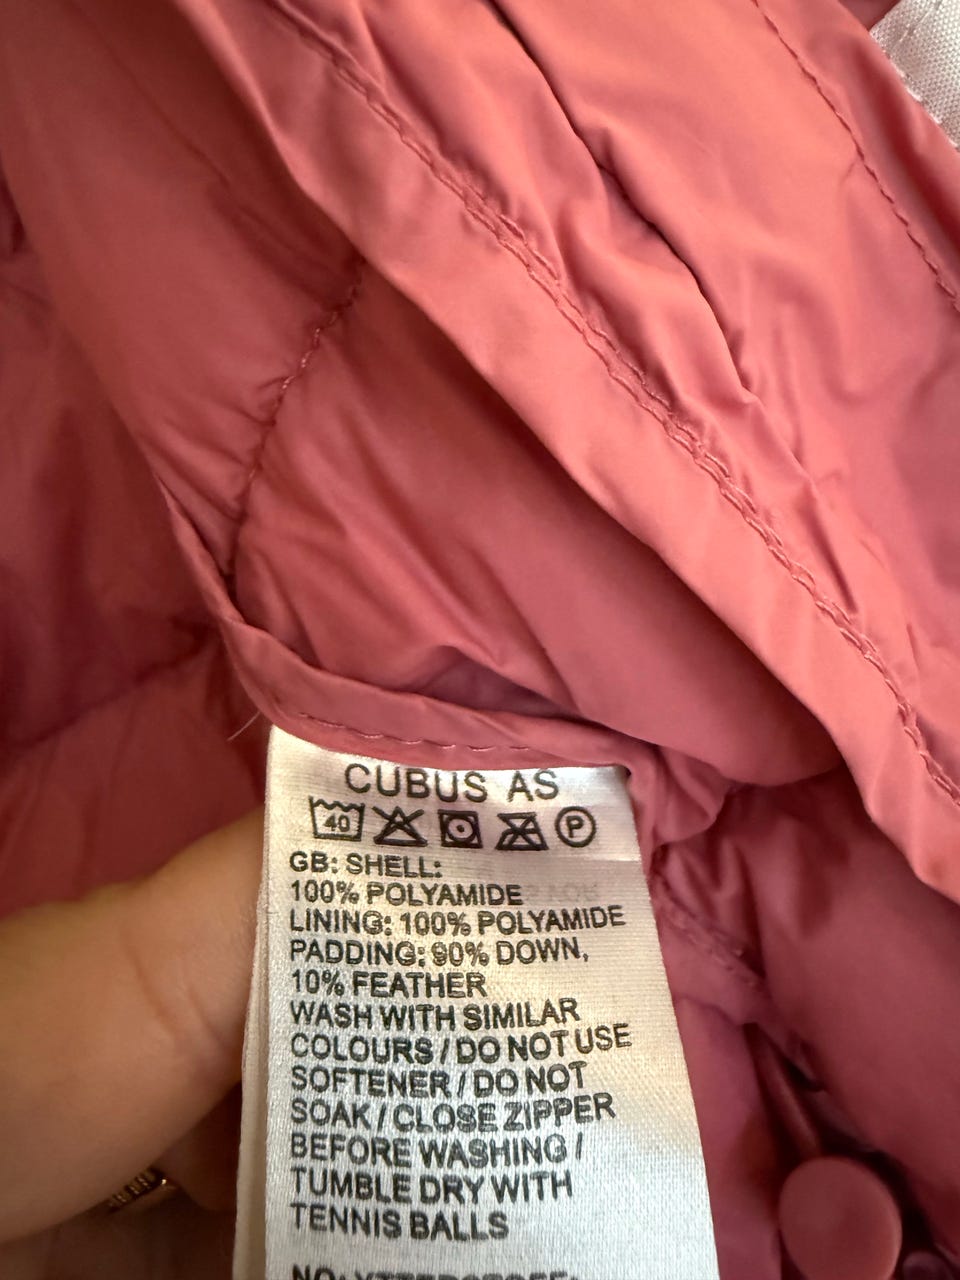 CUBUS AS
40 P
GB: SHELL:
100% POLYAMIDE
LINING: 100% POLYAMIDE
PADDING: 90% DOWN,
10% FEATHER
WASH WITH SIMILAR
COLOURS / DO NOT USE
SOFTENER / DO NOT
SOAK / CLOSE ZIPPER
BEFORE WASHING /
TUMBLE DRY WITH
TENNIS BALLS